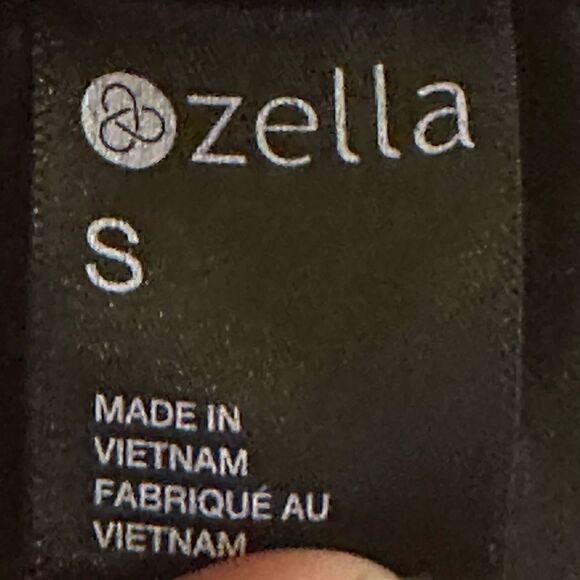 zella
S
MADE IN
VIETNAM
FABRIQUÉ AU
VIETNAM